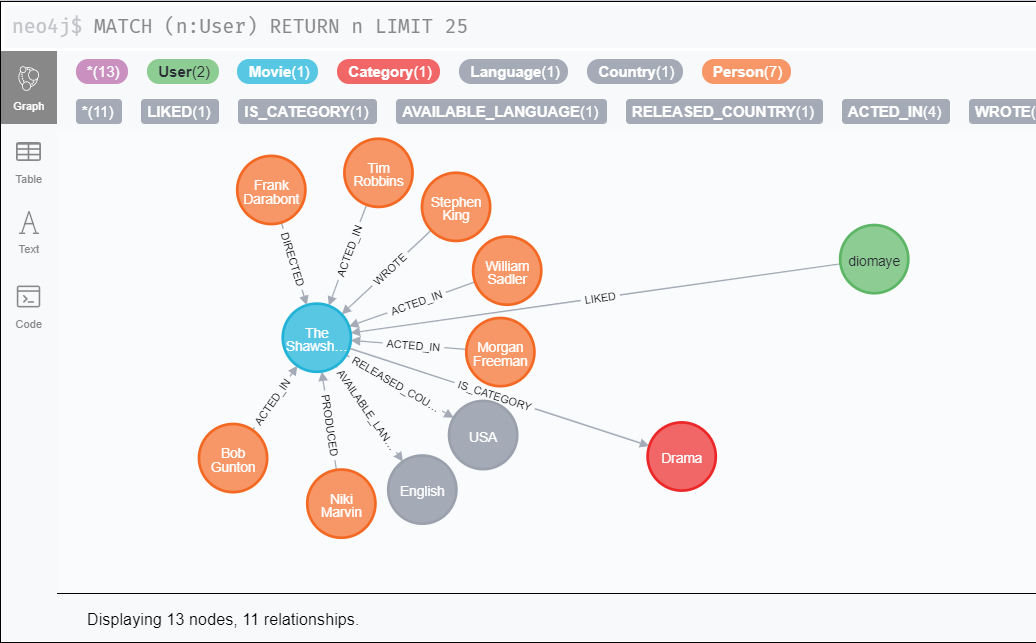 neo4j$ MATCH (n:User) RETURN n LIMIT 25
Graph
Table
Text
Code
*(13) User(2) Movie(1) Category(1) Language(1) Country(1) Person(7)
*(11) LIKED(1) IS_CATEGORY(1) AVAILABLE_LANGUAGE(1) RELEASED_COUNTRY(1) ACTED_IN(4) WROTE(
Frank
Darabont
Tim
Robbins
Stephen
King
William
Sadler
Morgan
Freeman
diomaye
The
Shawsh...
Bob
Gunton
Niki
Marvin
English
USA
Drama
DIRECTED
ACTED_IN
WROTE
ACTED_IN
LIKED
ACTED_IN
IS_CATEGORY
RELEASED_COU...
AVAILABLE_LAN...
PRODUCED
ACTED_IN
Displaying 13 nodes, 11 relationships.